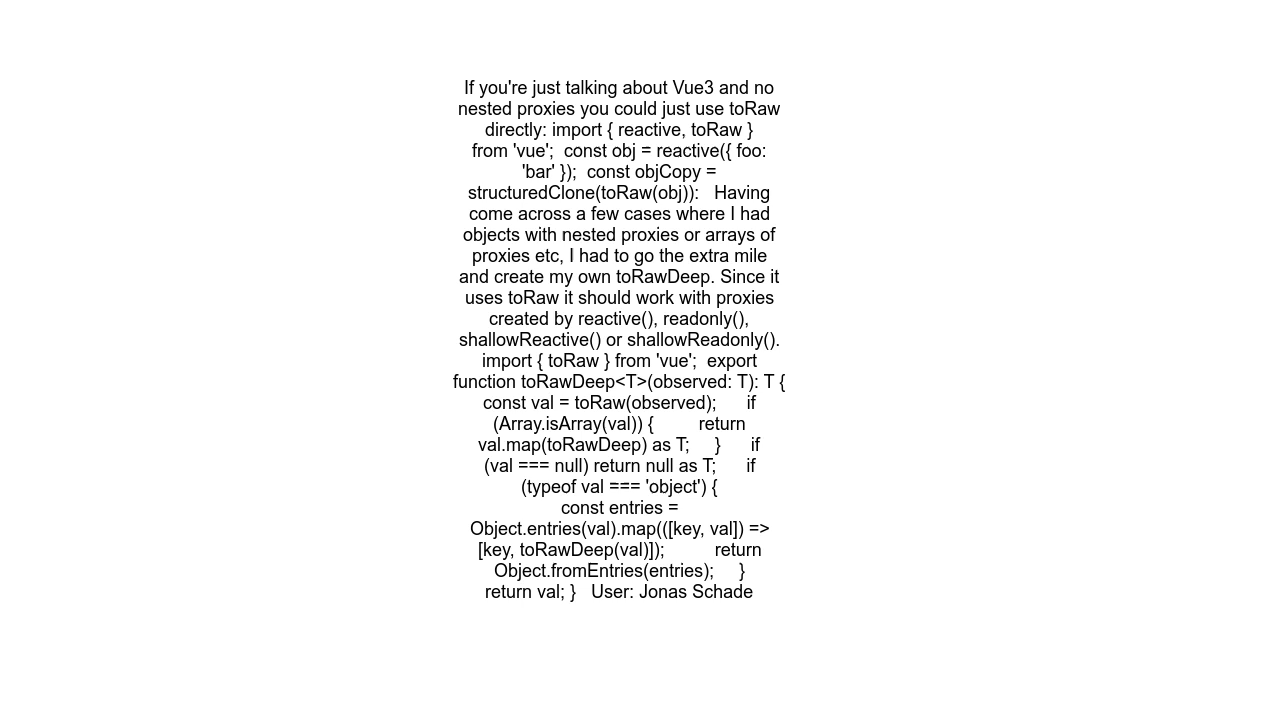 If you're just talking about Vue3 and no
nested proxies you could just use toRaw
directly: import { reactive, toRaw }
from 'vue';  const obj = reactive({ foo:
'bar' });  const objCopy =
structuredClone(toRaw(obj)):   Having
come across a few cases where I had
objects with nested proxies or arrays of
proxies etc, I had to go the extra mile
and create my own toRawDeep. Since it
uses toRaw it should work with proxies
created by reactive(), readonly(),
shallowReactive() or shallowReadonly().
import { toRaw } from 'vue';  export
function toRawDeep<T>(observed: T): T {
const val = toRaw(observed);      if
(Array.isArray(val)) {         return
val.map(toRawDeep) as T;     }      if
(val === null) return null as T;      if
(typeof val === 'object') {
const entries =
Object.entries(val).map(([key, val]) =>
[key, toRawDeep(val)]);          return
Object.fromEntries(entries);     }
return val; }   User: Jonas Schade